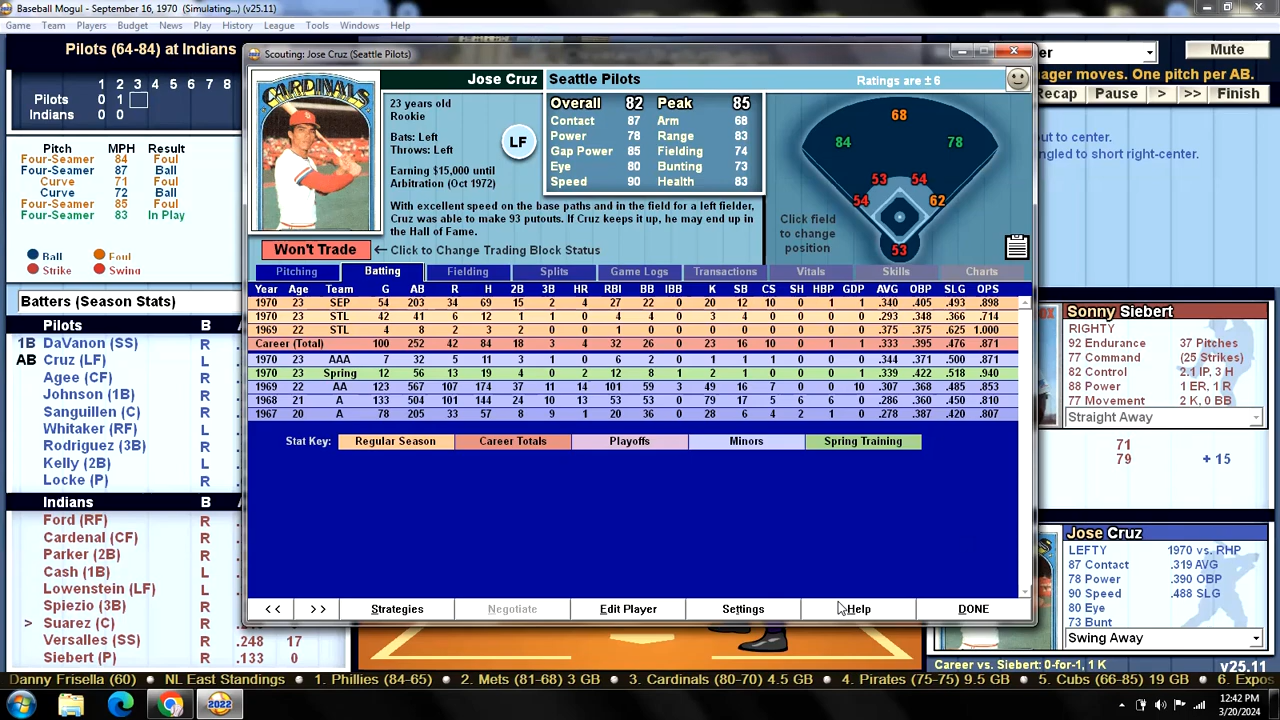 Baseball Mogul - September 16, 1970 (Simulating...) (v25.11)
Game Team Players Budget News Play History League Tools Windows Help
Pilots (64-84) at Indians
1 2 3 4 5 6 7 8
Pilots 0 1
Indians 0 0
Pitch MPH Result
Four-Seamer 84 Foul
Four-Seamer 87 Ball
Curve 71 Foul
Curve 72 Ball
Four-Seamer 85 Foul
Four-Seamer 83 In Play
Ball Foul
Strike Swing
Batters (Season Stats)
Pilots B
1B DaVanon (SS) R
AB Cruz (LF) L
Agee (CF) R
Johnson (1B) R
Sanguillen (C) R
Whitaker (RF) L
Rodriguez (3B) R
Kelly (2B) L
Locke (P) R
Indians B
Ford (RF) R
Cardenal (CF) R
Parker (2B) R
Cash (1B) L
Lowenstein (LF) L
Spiezio (3B) R
> Suarez (C) R
Versalles (SS) R .248 17
Siebert (P) R .133 0
Scouting: Jose Cruz (Seattle Pilots)
CARDINALS
Jose Cruz
23 years old
Rookie
Bats: Left
Throws: Left
Earning $15,000 until
Arbitration (Oct 1972)
LF
Seattle Pilots
Ratings are ± 6
Overall 82 Peak 85
Contact 87 Arm 68
Power 78 Range 83
Gap Power 85 Fielding 74
Eye 80 Bunting 73
Speed 90 Health 83
With excellent speed on the base paths and in the field for a left fielder,
Cruz was able to make 93 putouts. If Cruz keeps it up, he may end up in
the Hall of Fame.
68
84 78
53 54
54 62
53
Click field
to change
position
Won't Trade ← Click to Change Trading Block Status
Pitching Batting Fielding Splits Game Logs Transactions Vitals Skills Charts
Year Age Team G AB R H 2B 3B HR RBI BB IBB K SB CS SH HBP GDP AVG OBP SLG OPS
1970 23 SEP 54 203 34 69 15 2 4 27 22 0 20 12 10 0 1 1 .340 .405 .493 .898
1970 23 STL 42 41 6 12 1 1 0 4 4 0 3 4 0 0 0 0 .293 .348 .366 .714
1969 22 STL 4 8 2 3 2 0 0 1 0 0 0 0 0 0 0 0 .375 .375 .625 1.000
Career (Total) 100 252 42 84 18 3 4 32 26 0 23 16 10 0 1 1 .333 .395 .476 .871
1970 23 AAA 7 32 5 11 3 1 0 6 2 0 1 1 1 0 0 0 .344 .371 .500 .871
1970 23 Spring 12 56 13 19 4 0 2 12 8 1 2 1 0 0 0 1 .339 .422 .518 .940
1969 22 AA 123 567 107 174 37 11 14 101 59 3 49 16 7 0 0 10 .307 .368 .485 .853
1968 21 A 133 504 101 144 24 10 13 53 53 0 79 17 5 6 2 4 .286 .360 .450 .810
1967 20 A 78 205 33 57 8 9 1 20 36 0 28 6 4 2 1 0 .278 .387 .420 .807
Stat Key: Regular Season Career Totals Playoffs Minors Spring Training
<< >> Strategies Negotiate Edit Player Settings Help DONE
Mute
nager moves. One pitch per AB.
Recap Pause > >> Finish
out to center.
ngled to short right-center.
Sonny Siebert
RIGHTY
92 Endurance 37 Pitches
77 Command (25 Strikes)
82 Control 2.1 IP, 3 H
88 Power 1 ER, 1 R
77 Movement 2 K, 0 BB
Straight Away
71
79 + 15
Jose Cruz
LEFTY 1970 vs. RHP
87 Contact .319 AVG
78 Power .390 OBP
90 Speed .488 SLG
80 Eye
73 Bunt
Swing Away
Career vs. Siebert: 0-for-1, 1 K
v25.11
Danny Frisella (60) • NL East Standings • 1. Phillies (84-65) • 2. Mets (81-68) 3 GB • 3. Cardinals (80-70) 4.5 GB • 4. Pirates (75-75) 9.5 GB • 5. Cubs (66-85) 19 GB • 6. Expos
2022
12:42 PM
3/20/2024